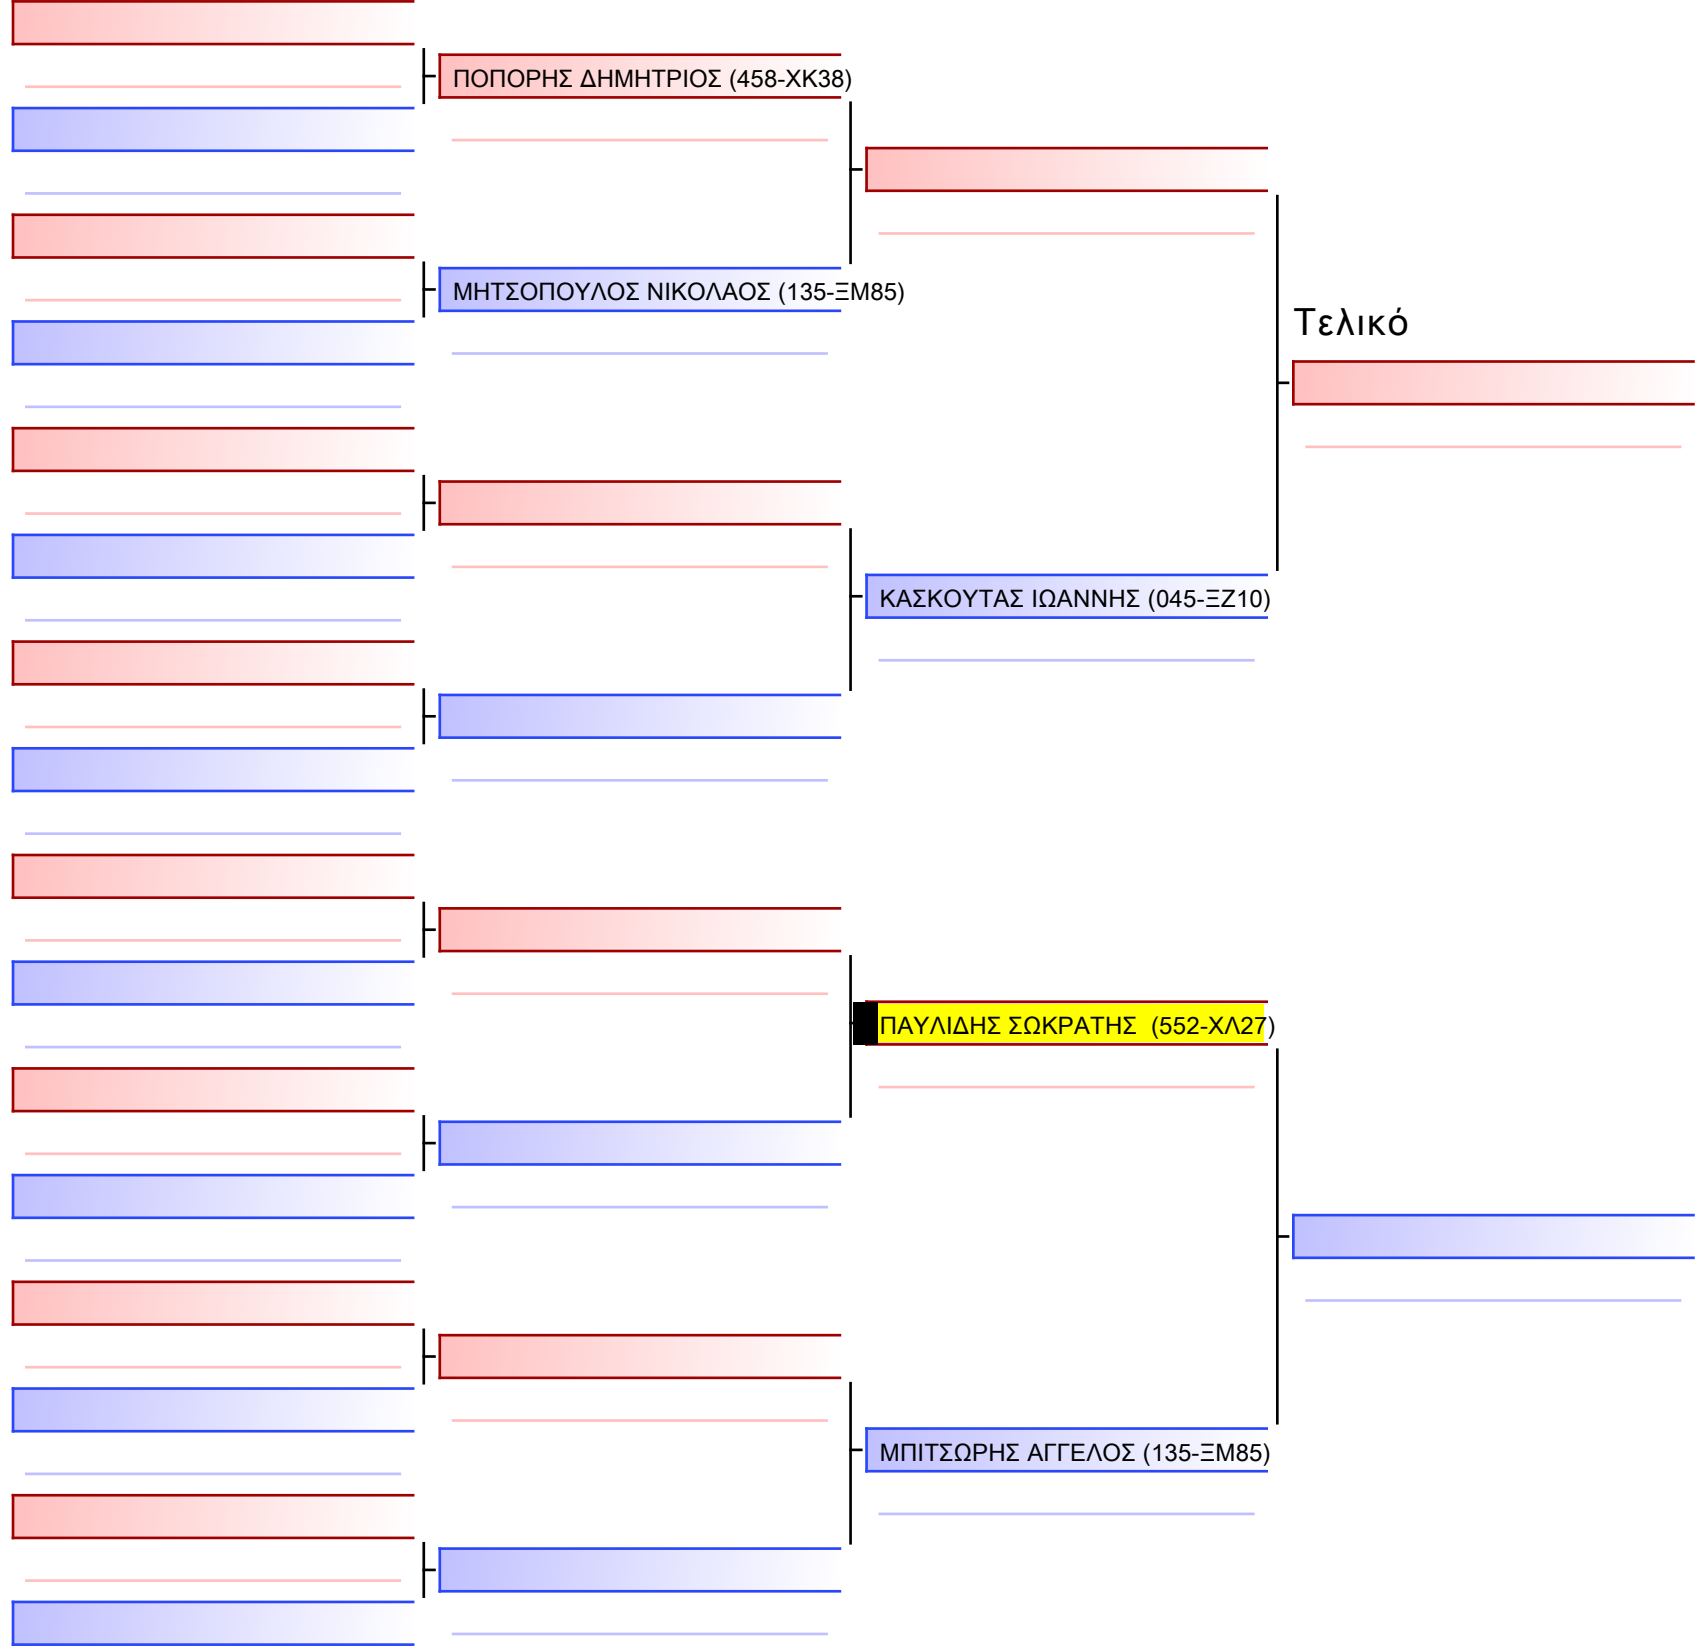 ΠΟΠΟΡΗΣ ΔΗΜΗΤΡΙΟΣ (458-ΧΚ38)
ΜΗΤΣΟΠΟΥΛΟΣ ΝΙΚΟΛΑΟΣ (135-ΞΜ85)
Τελικό
ΚΑΣΚΟΥΤΑΣ ΙΩΑΝΝΗΣ (045-ΞΖ10)
ΠΑΥΛΙΔΗΣ ΣΩΚΡΑΤΗΣ (552-ΧΛ27)
ΜΠΙΤΣΩΡΗΣ ΑΓΓΕΛΟΣ (135-ΞΜ85)